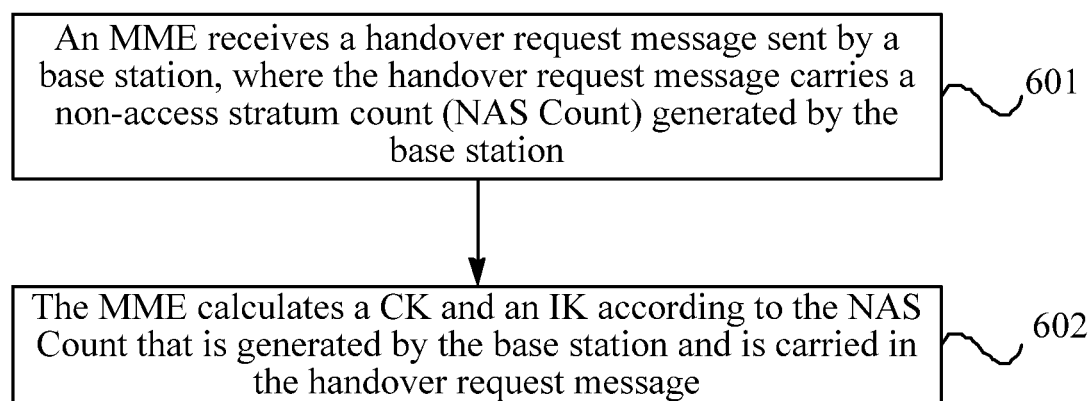 An MME receives a handover request message sent by a
base station, where the handover request message carries a
non-access stratum count (NAS Count) generated by the
base station
601
The MME calculates a CK and an IK according to the NAS
Count that is generated by the base station and is carried in
the handover request message
602